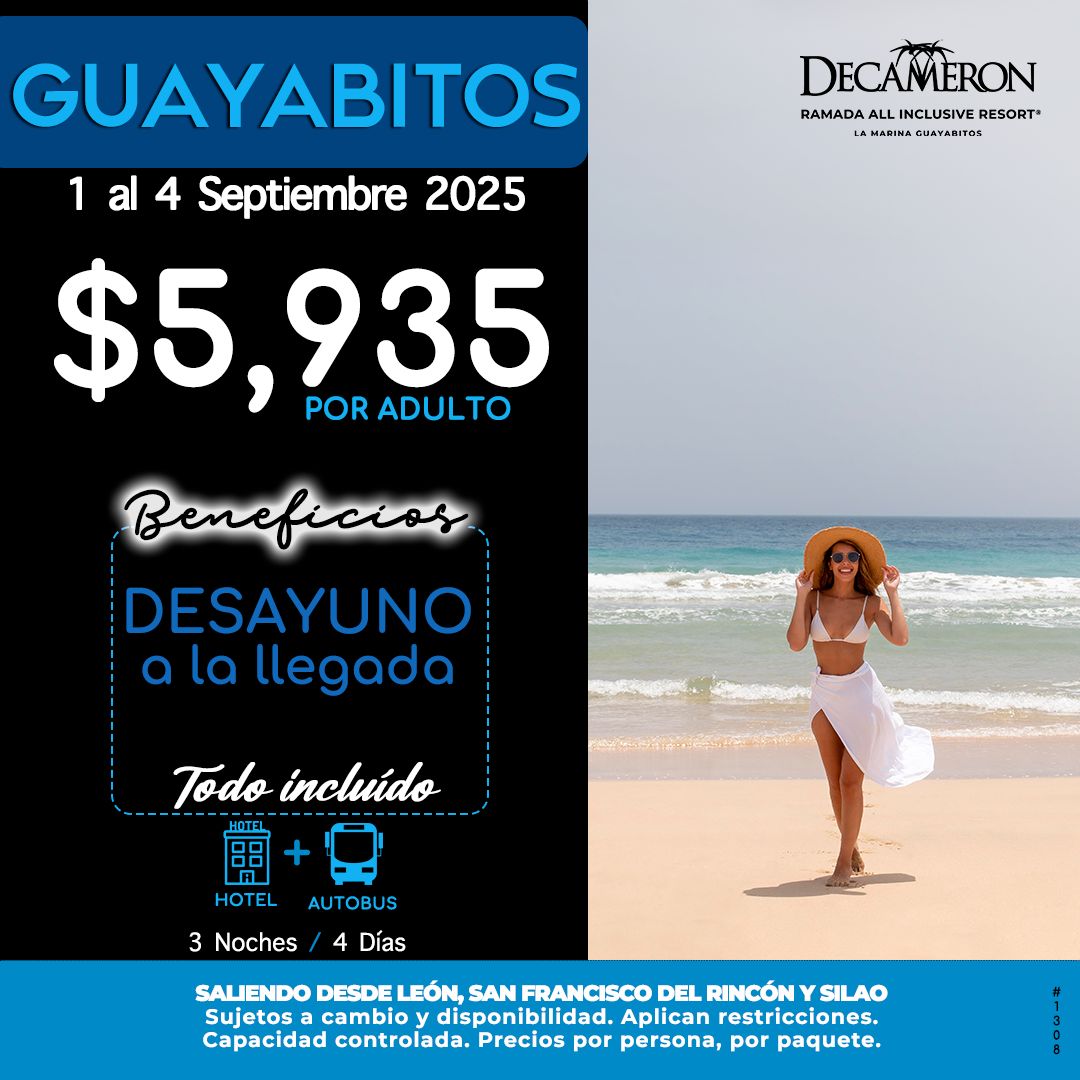 GUAYABITOS
1 al 4 Septiembre 2025
$5,935
POR ADULTO
Beneficios
DESAYUNO
a la llegada
Todo incluído
HOTEL
+
HOTEL
AUTOBUS
3 Noches / 4 Días
DECAMERON
RAMADA ALL INCLUSIVE RESORT®
LA MARINA GUAYABITOS
SALIENDO DESDE LEÓN, SAN FRANCISCO DEL RINCÓN Y SILAO
Sujetos a cambio y disponibilidad. Aplican restricciones.
Capacidad controlada. Precios por persona, por paquete.
#1308